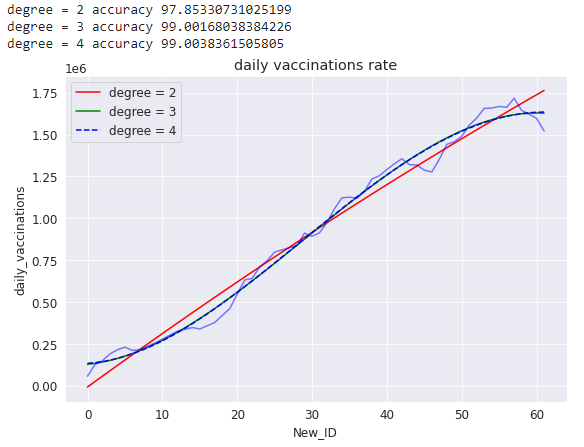 degree = 2 accuracy 97.85330731025199
degree = 3 accuracy 99.00168038384226
degree = 4 accuracy 99.0038361505805
daily vaccinations rate
1e6
degree = 2
degree = 3
degree = 4
1.75
1.50
1.25
1.00
0.75
0.50
0.25
0.00
daily_vaccinations
0 10 20 30 40 50 60
New_ID